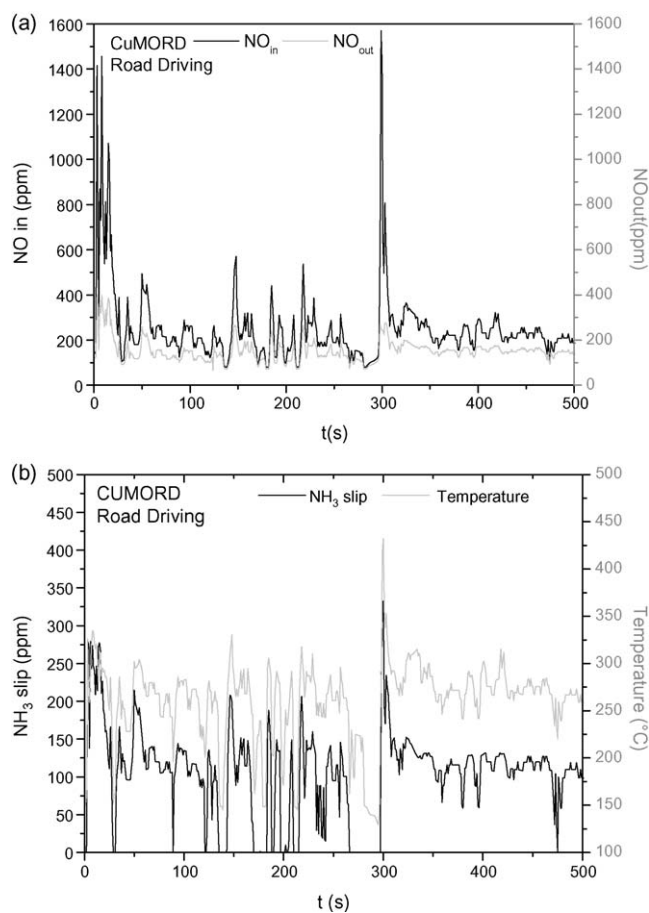 (a)
CuMORD
Road Driving
NOin
NOout
1600
1400
1200
1000
800
600
400
200
0
NO in (ppm)
1600
1400
1200
1000
800
600
400
200
0
NOout(ppm)
0 100 200 300 400 500
t(s)
(b)
CUMORD
Road Driving
NH3 slip
Temperature
500
450
400
350
300
250
200
150
100
50
0
NH3 slip (ppm)
500
450
400
350
300
250
200
150
100
Temperature (°C)
0 100 200 300 400 500
t (s)